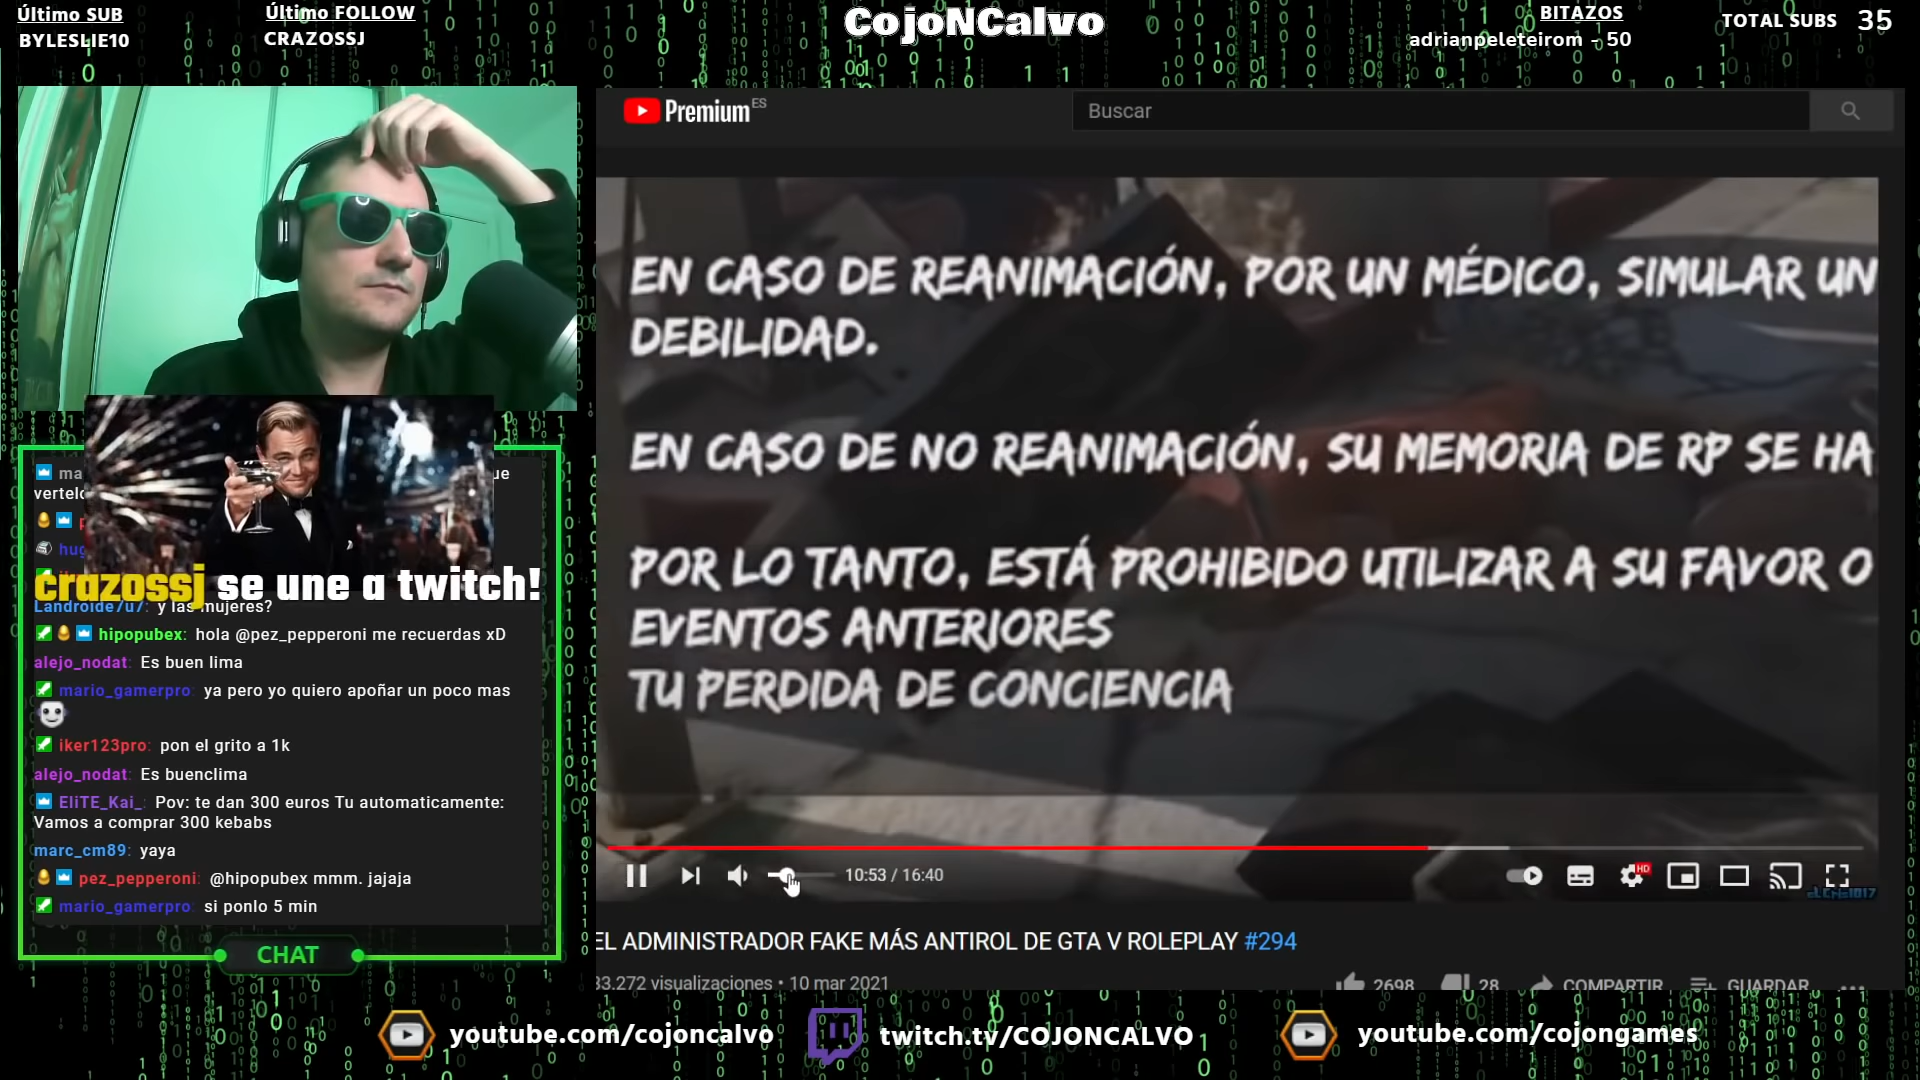 Último SUB
BYLESLIE10
Último FOLLOW
CRAZOSSJ
CojoNCalvo
BITAZOS
adrianpeleteirom - 50
TOTAL SUBS 35
Premium ES
Buscar
EN CASO DE REANIMACIÓN, POR UN MÉDICO, SIMULAR UN
DEBILIDAD.
EN CASO DE NO REANIMACIÓN, SU MEMORIA DE RP SE HA
POR LO TANTO, ESTÁ PROHIBIDO UTILIZAR A SU FAVOR O
EVENTOS ANTERIORES
TU PERDIDA DE CONCIENCIA
10:53 / 16:40
HD
eLCris1017
EL ADMINISTRADOR FAKE MÁS ANTIROL DE GTA V ROLEPLAY #294
33.272 visualizaciones • 10 mar 2021
2698
28
COMPARTIR
GUARDAR
crazossj se une a twitch!
Landroide7u7: y las mujeres?
hipopubex: hola @pez_pepperoni me recuerdas xD
alejo_nodat: Es buen lima
mario_gamerpro: ya pero yo quiero apoñar un poco mas
iker123pro: pon el grito a 1k
alejo_nodat: Es buenclima
EliTE_Kai_: Pov: te dan 300 euros Tu automaticamente:
Vamos a comprar 300 kebabs
marc_cm89: yaya
pez_pepperoni: @hipopubex mmm. jajaja
mario_gamerpro: si ponlo 5 min
CHAT
youtube.com/cojoncalvo
twitch.tv/COJONCALVO
youtube.com/cojongames